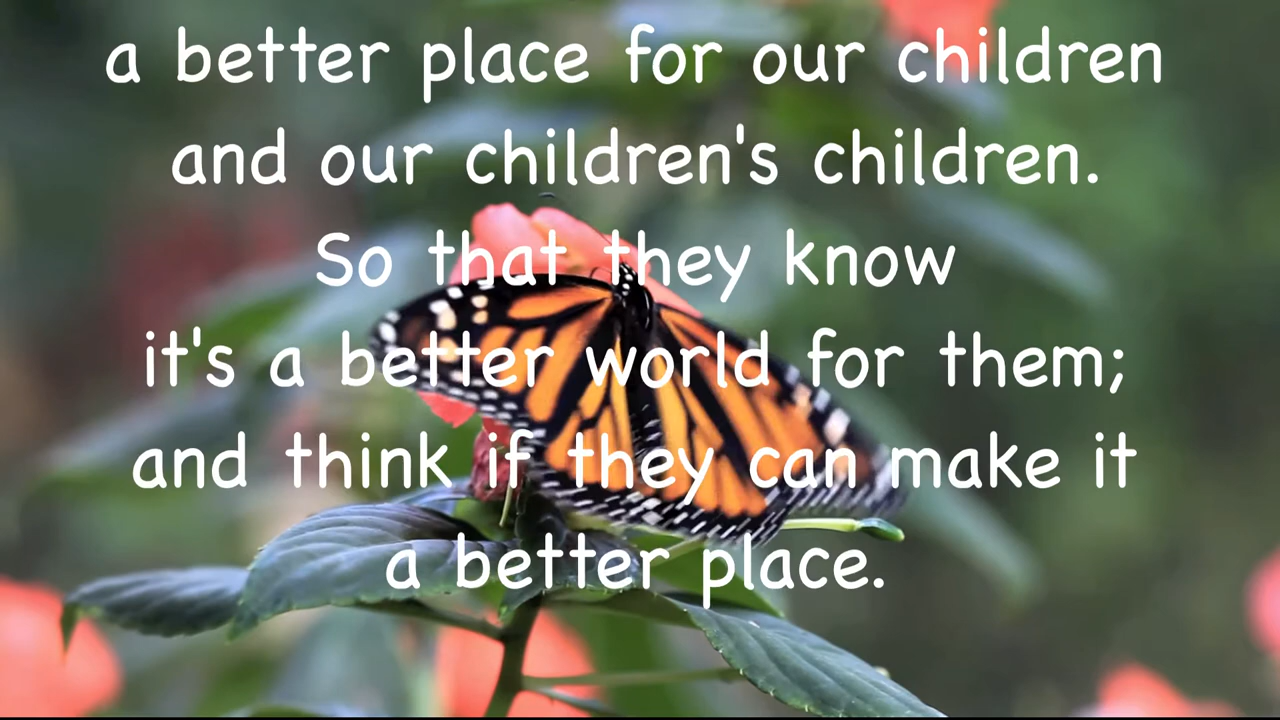 a better place for our children
and our children's children.
So that they know
it's a better world for them;
and think if they can make it
a better place.